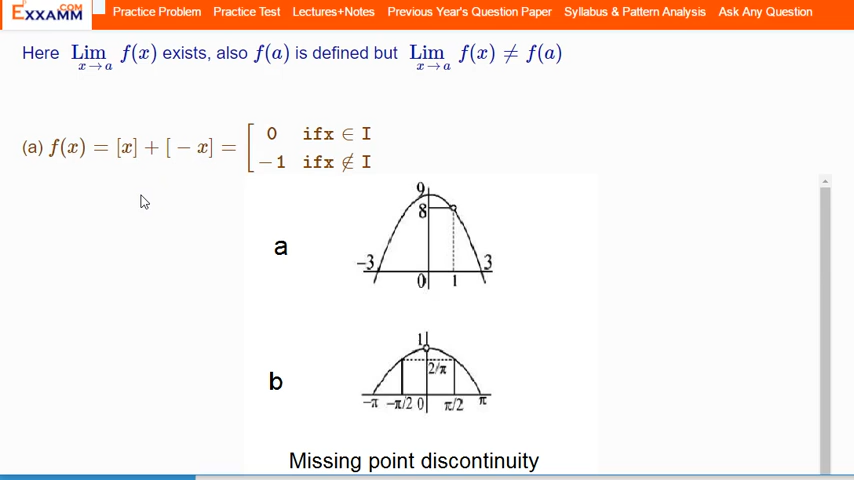 EXXAMM .COM Practice Problem Practice Test Lectures+Notes Previous Year's Question Paper Syllabus & Pattern Analysis Ask Any Question
Here Lim x→a f(x) exists, also f(a) is defined but Lim x→a f(x) ≠ f(a)
(a) f(x) = [x] + [ − x] = [ 0 ifx ∈ I
−1 ifx ∉ I
9
8
a
−3
3
0
1
1
2/π
b
−π −π/2 0 π/2 π
Missing point discontinuity